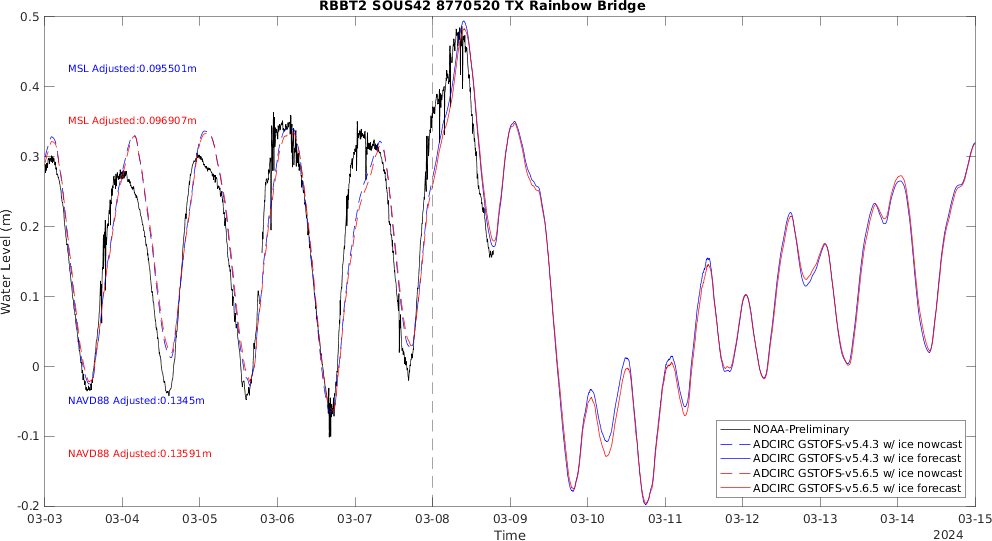 RBBT2 SOUS42 8770520 TX Rainbow Bridge
0.5
0.4
0.3
0.2
0.1
0
-0.1
-0.2
Water Level (m)
MSL Adjusted:0.095501m
MSL Adjusted:0.096907m
NAVD88 Adjusted:0.1345m
NAVD88 Adjusted:0.13591m
NOAA-Preliminary
ADCIRC GSTOFS-v5.4.3 w/ ice nowcast
ADCIRC GSTOFS-v5.4.3 w/ ice forecast
ADCIRC GSTOFS-v5.6.5 w/ ice nowcast
ADCIRC GSTOFS-v5.6.5 w/ ice forecast
03-03 03-04 03-05 03-06 03-07 03-08 03-09 03-10 03-11 03-12 03-13 03-14 03-15
Time
2024